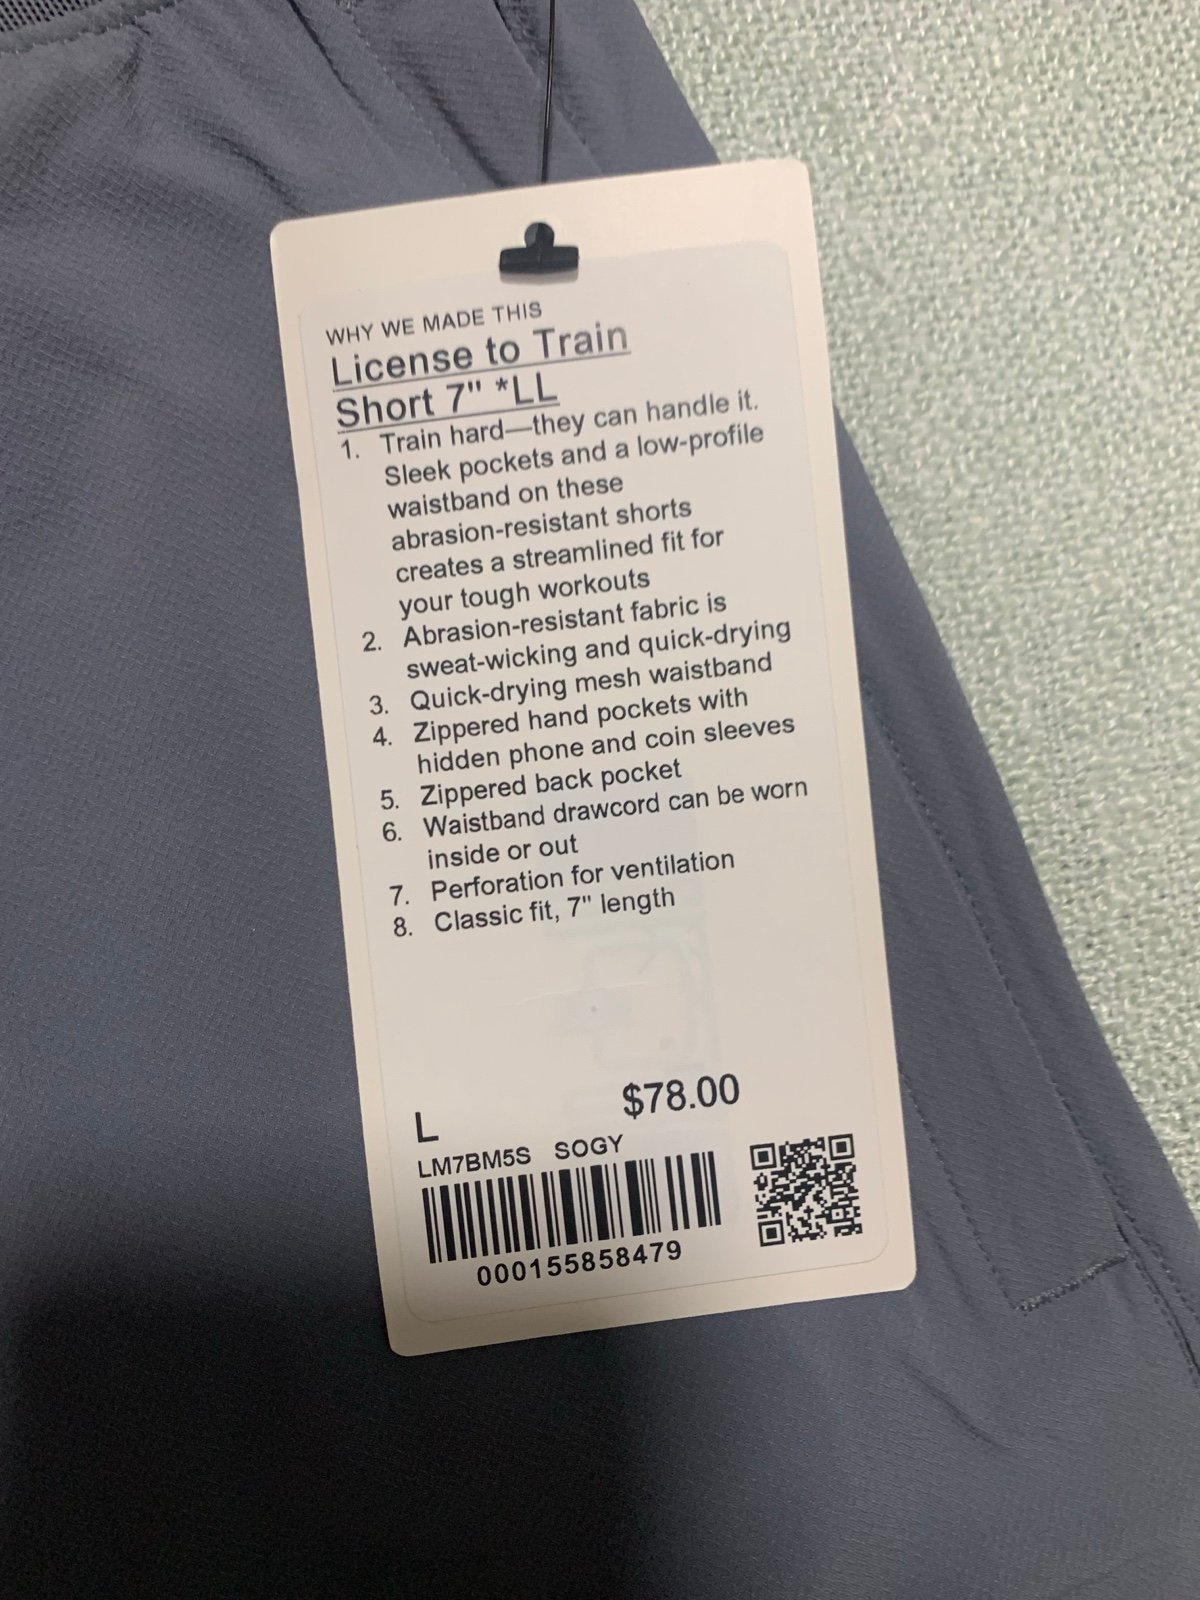 WHY WE MADE THIS
License to Train
Short 7" *LL
1. Train hard—they can handle it.
Sleek pockets and a low-profile
waistband on these
abrasion-resistant shorts
creates a streamlined fit for
your tough workouts
2. Abrasion-resistant fabric is
sweat-wicking and quick-drying
3. Quick-drying mesh waistband
4. Zippered hand pockets with
hidden phone and coin sleeves
5. Zippered back pocket
6. Waistband drawcord can be worn
inside or out
7. Perforation for ventilation
8. Classic fit, 7" length
L $78.00
LM7BM5S SOGY
000155858479